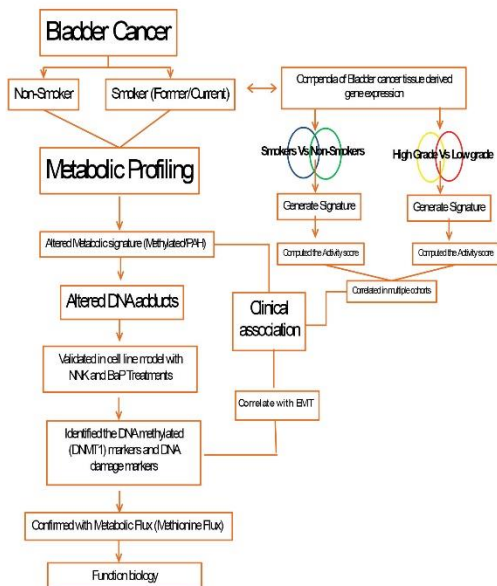 Bladder Cancer
Non-Smoker
Smoker (Former/Current)
Metabolic Profiling
Altered Metabolic signature (Methylated/PAH)
Altered DNA adducts
Validated in cell line model with
NNK and BaP Treatments
Identified the DNA methylated
(DNMT1) markers and DNA
damage markers
Confirmed with Metabolic Flux (Methionine Flux)
Function biology
Compendia of Bladder cancer tissue derived
gene expression
Smokers Vs Non-Smokers
High Grade Vs Low grade
Generate Signature
Generate Signature
Computed the Activity score
Computed the Activity score
Correlated in multiple cohorts
Clinical
association
Correlate with EMT